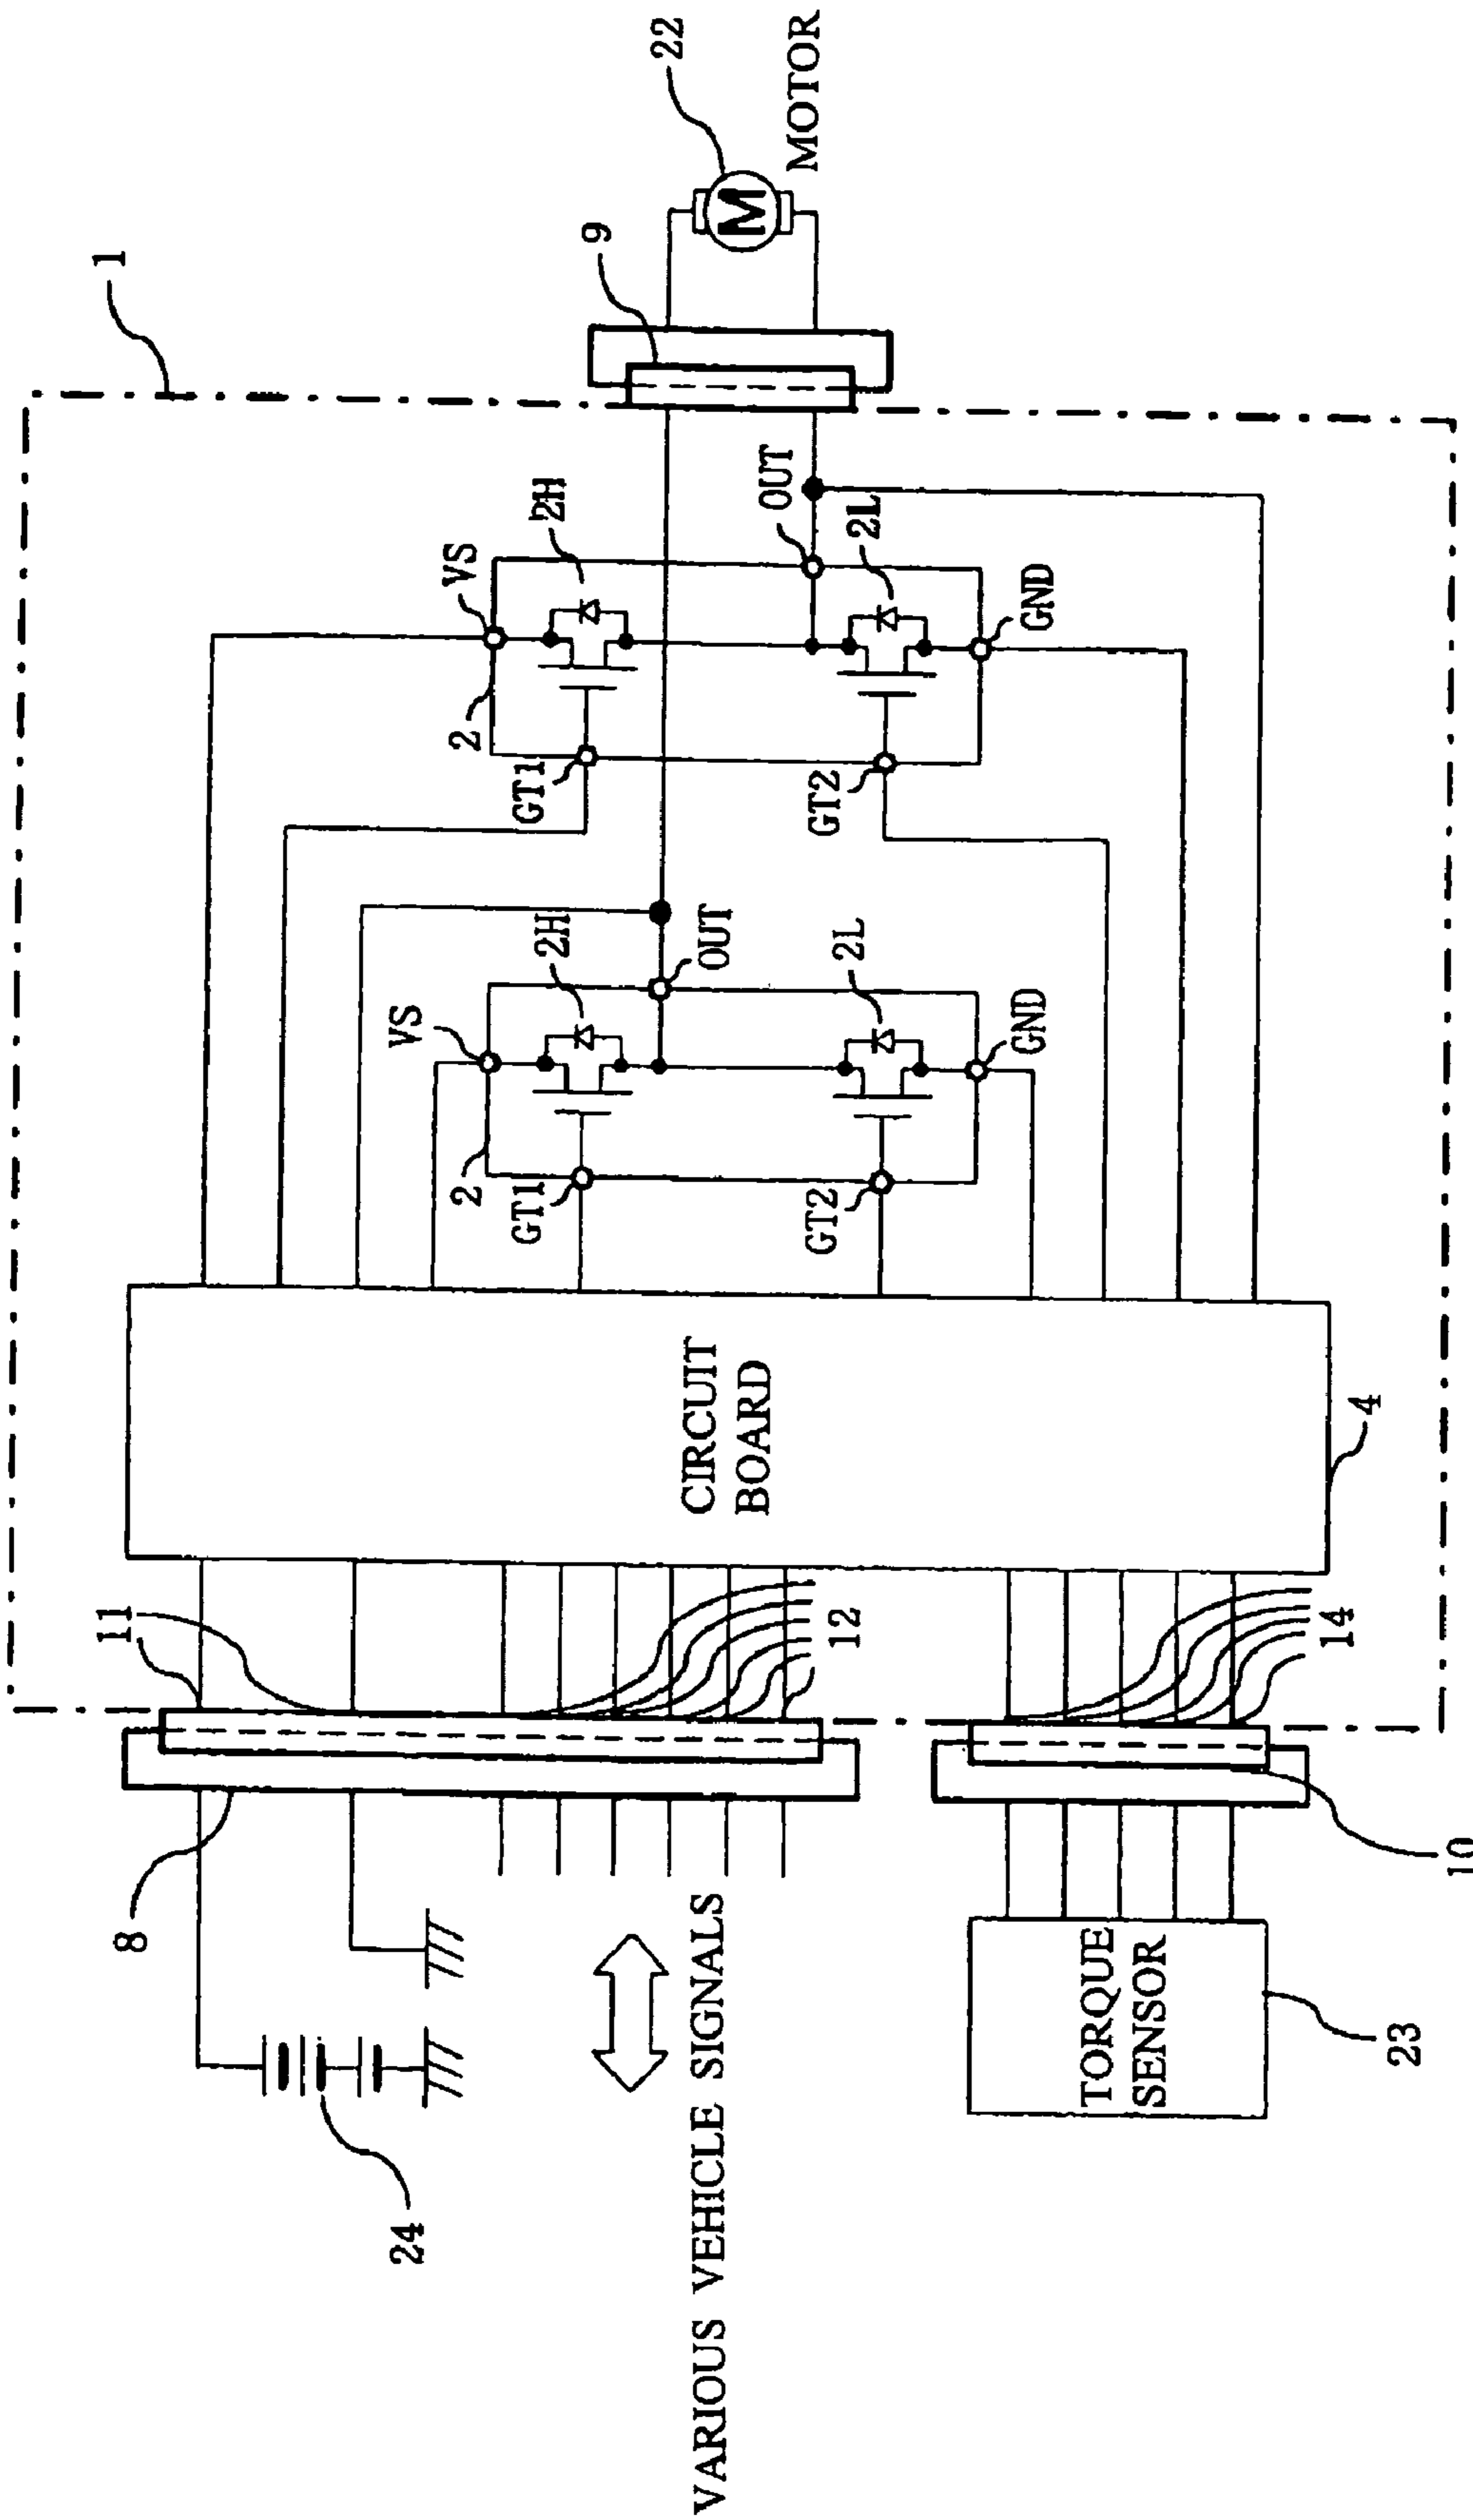 1
8
11
2
VS
2H
OUT
GT1
GT2
2L
GND
2
VS
2H
OUT
GT1
GT2
2L
GND
9
22
MOTOR
M
24
CIRCUIT
BOARD
12
VARIOUS VEHICLE SIGNALS
TORQUE
SENSOR
14
4
10
23